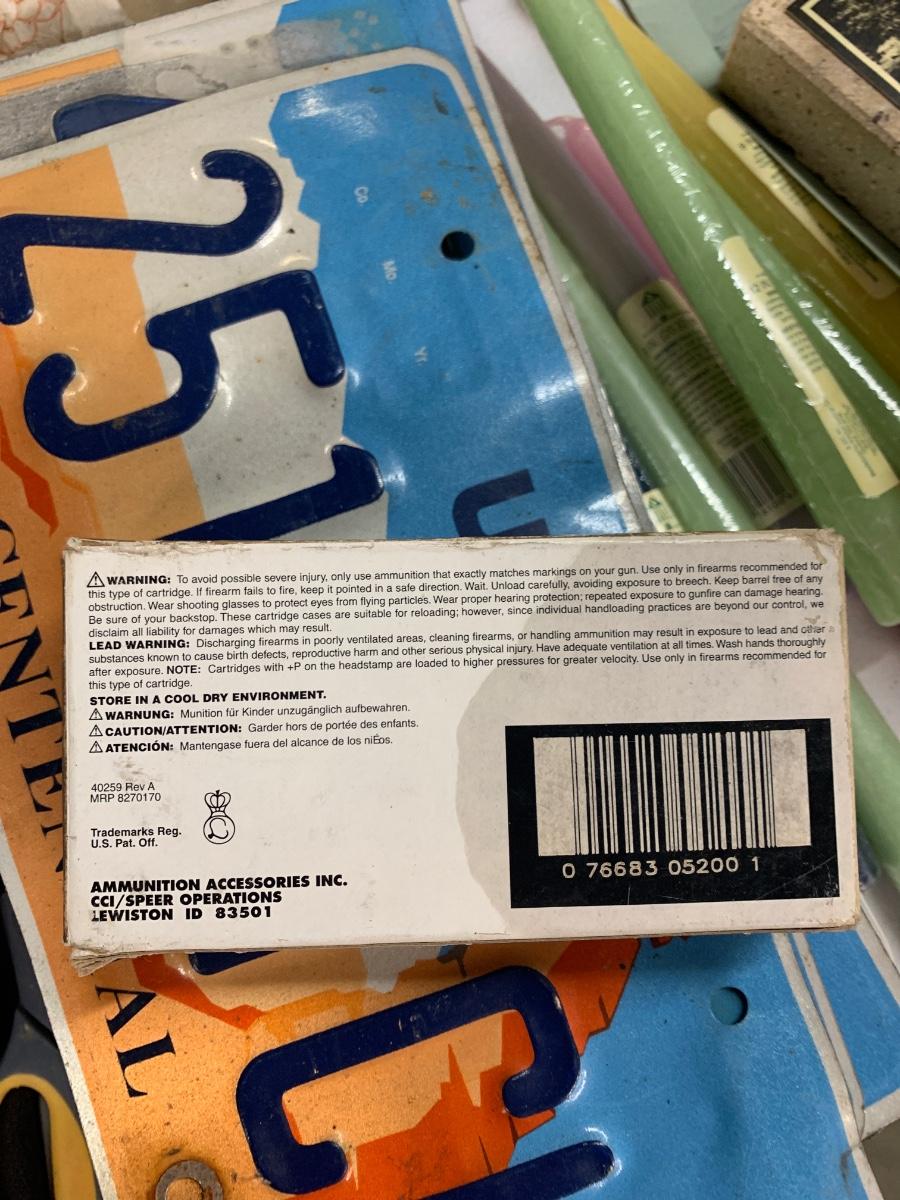 25
U
CENTEN
Co
Mo
Yr
⚠WARNING: To avoid possible severe injury, only use ammunition that exactly matches markings on your gun. Use only in firearms recommended for
this type of cartridge. If firearm fails to fire, keep it pointed in a safe direction. Wait. Unload carefully, avoiding exposure to breech. Keep barrel free of any
obstruction. Wear shooting glasses to protect eyes from flying particles. Wear proper hearing protection; repeated exposure to gunfire can damage hearing.
Be sure of your backstop. These cartridge cases are suitable for reloading; however, since individual handloading practices are beyond our control, we
disclaim all liability for damages which may result.
LEAD WARNING: Discharging firearms in poorly ventilated areas, cleaning firearms, or handling ammunition may result in exposure to lead and other
substances known to cause birth defects, reproductive harm and other serious physical injury. Have adequate ventilation at all times. Wash hands thoroughly
after exposure. NOTE: Cartridges with +P on the headstamp are loaded to higher pressures for greater velocity. Use only in firearms recommended for
this type of cartridge.
STORE IN A COOL DRY ENVIRONMENT.
⚠WARNUNG: Munition für Kinder unzugänglich aufbewahren.
⚠CAUTION/ATTENTION: Garder hors de portée des enfants.
⚠ATENCIÓN: Mantengase fuera del alcance de los niÉos.
40259 Rev A
MRP 8270170
Trademarks Reg.
U.S. Pat. Off.
AMMUNITION ACCESSORIES INC.
CCI/SPEER OPERATIONS
LEWISTON ID 83501
0 76683 05200 1
AL
C